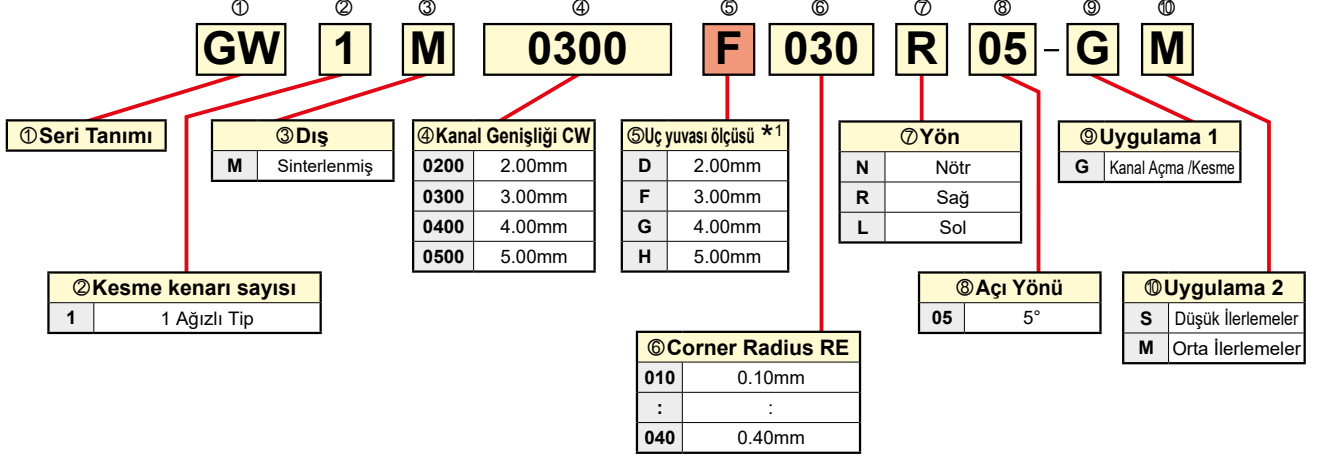 ① ② ③ ④ ⑤ ⑥ ⑦ ⑧ ⑨ ⑩
GW 1 M 0300 F 030 R 05 - G M
①Seri Tanımı
③Dış
M Sinterlenmiş
④Kanal Genişliği CW
0200 2.00mm
0300 3.00mm
0400 4.00mm
0500 5.00mm
⑤Uç yuvası ölçüsü *1
D 2.00mm
F 3.00mm
G 4.00mm
H 5.00mm
⑦Yön
N Nötr
R Sağ
L Sol
⑨Uygulama 1
G Kanal Açma /Kesme
②Kesme kenarı sayısı
1 1 Ağızlı Tip
⑧Açı Yönü
05 5°
⑩Uygulama 2
S Düşük İlerlemeler
M Orta İlerlemeler
⑥Corner Radius RE
010 0.10mm
: :
040 0.40mm